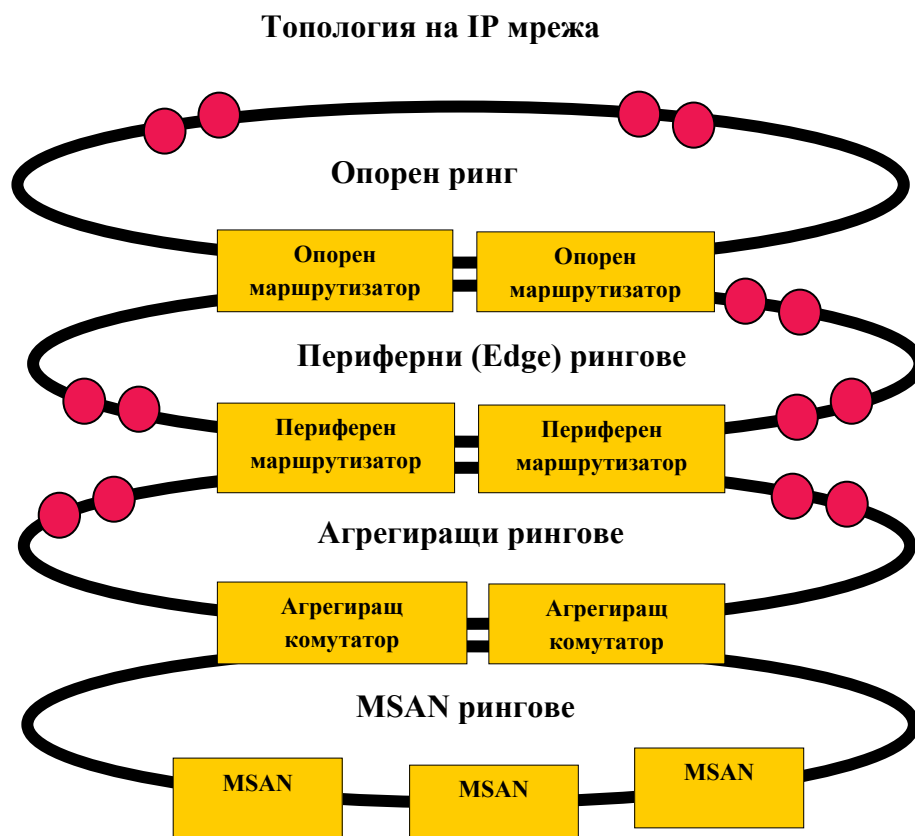 Топология на IP мрежа
Опорен ринг
Опорен
маршрутизатор
Опорен
маршрутизатор
Периферни (Edge) рингове
Периферен
маршрутизатор
Периферен
маршрутизатор
Агрегиращи рингове
Агрегиращ
комутатор
Агрегиращ
комутатор
MSAN рингове
MSAN
MSAN
MSAN